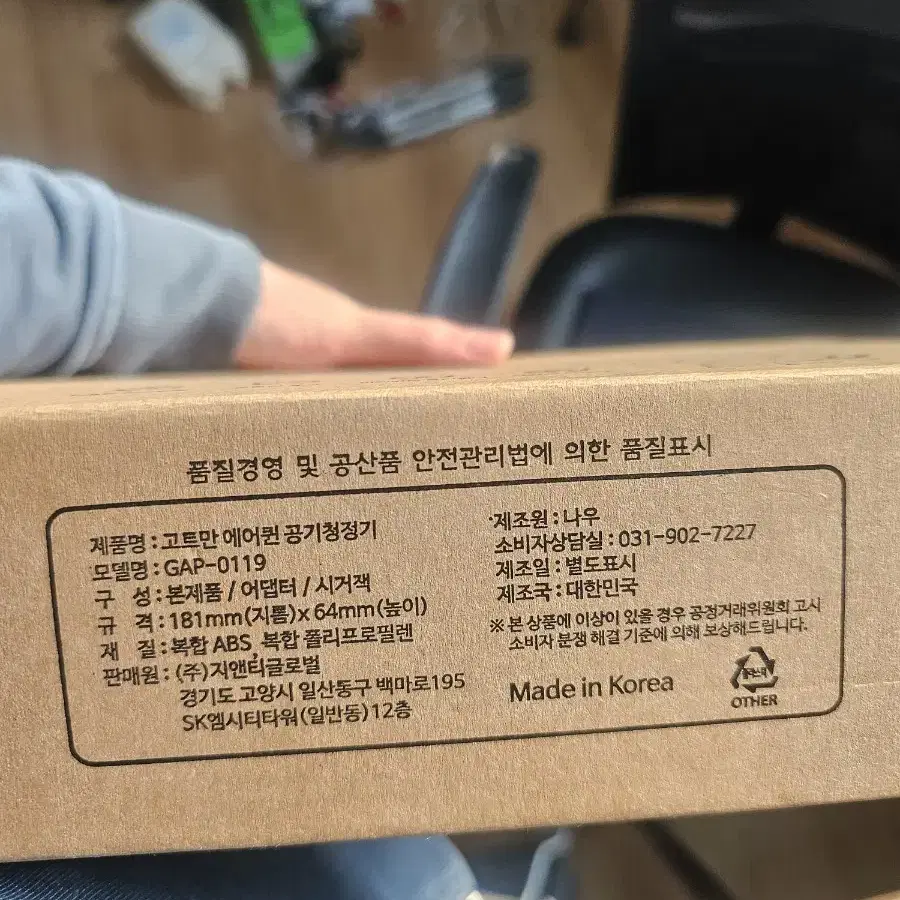 품질경영 및 공산품 안전관리법에 의한 품질표시
제품명 : 고트만 에어퀸 공기청정기
모델명 : GAP-0119
구 성 : 본제품 / 어댑터 / 시거잭
규 격 : 181mm(지름) x 64mm(높이)
재 질 : 복합 ABS, 복합 폴리프로필렌
판매원 : (주)지앤티글로벌
경기도 고양시 일산동구 백마로195
SK엠시티타워(일반동) 12층
제조원 : 나우
소비자상담실 : 031-902-7227
제조일 : 별도표시
제조국 : 대한민국
※ 본 상품에 이상이 있을 경우 공정거래위원회 고시
소비자 분쟁 해결 기준에 의해 보상해드립니다.
Made in Korea
OTHER